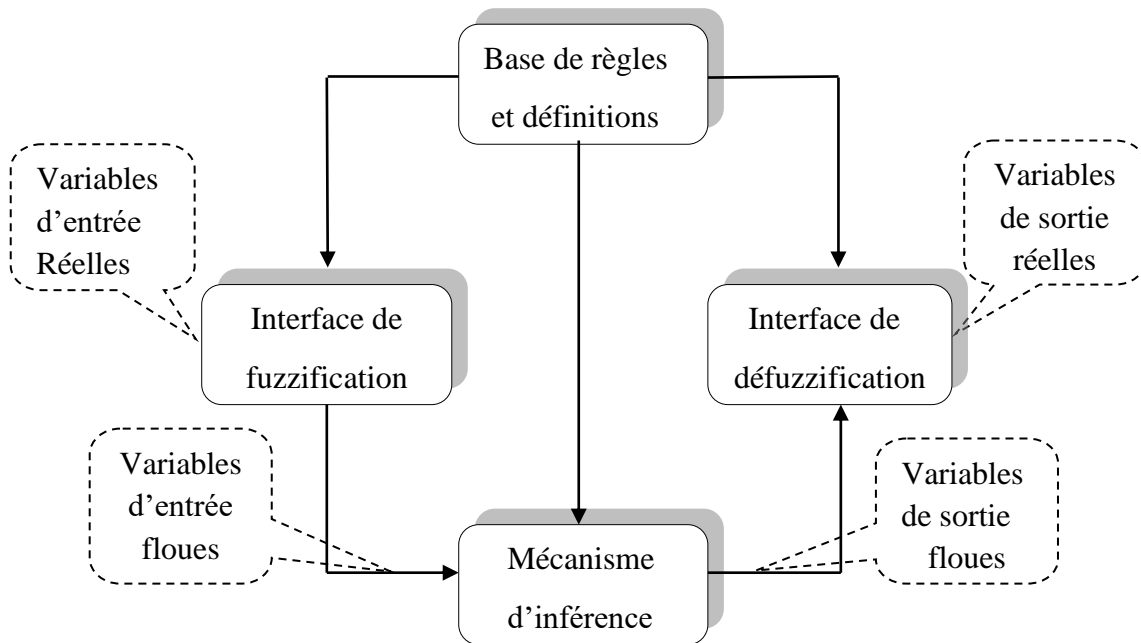 Base de règles
et définitions
Variables
d’entrée
Réelles
Variables
de sortie
réelles
Interface de
fuzzification
Interface de
défuzzification
Variables
d’entrée
floues
Variables
de sortie
floues
Mécanisme
d’inférence